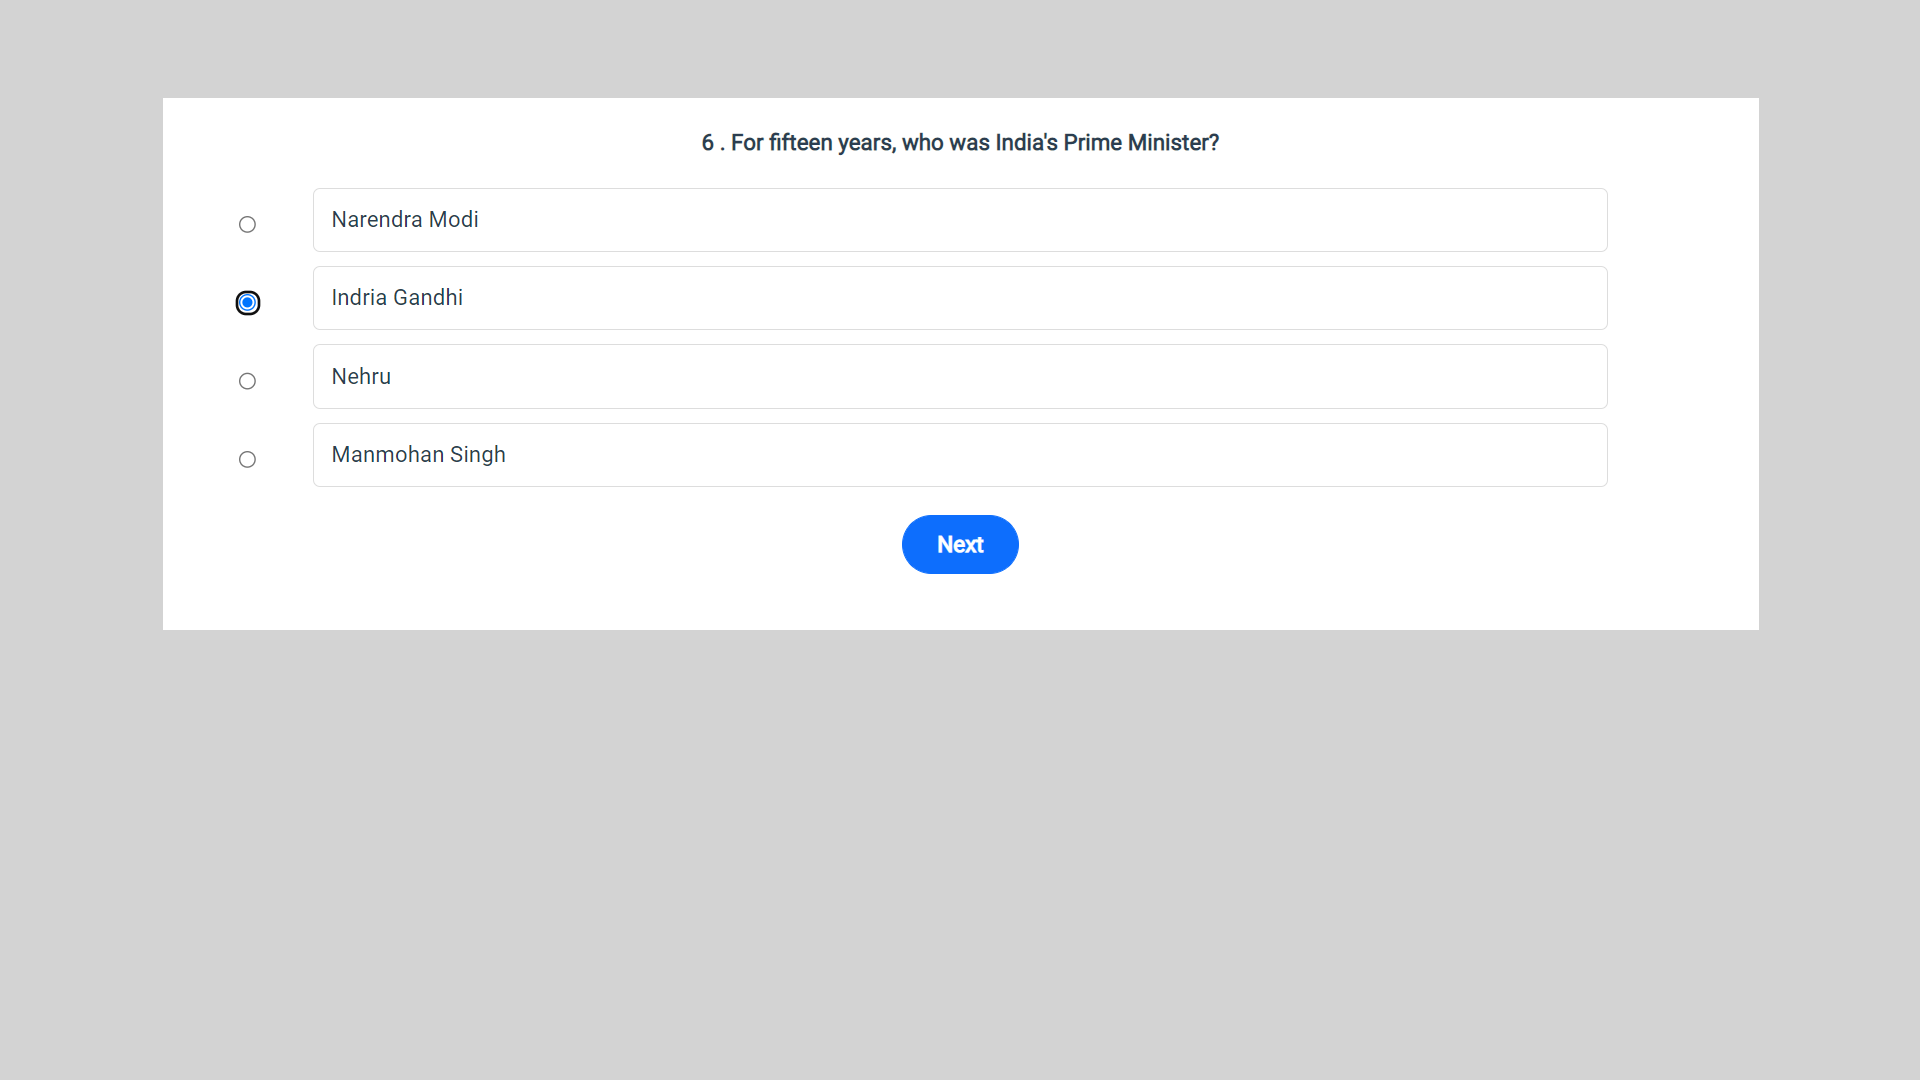 6 . For fifteen years, who was India's Prime Minister?
Narendra Modi
Indria Gandhi
Nehru
Manmohan Singh
Next